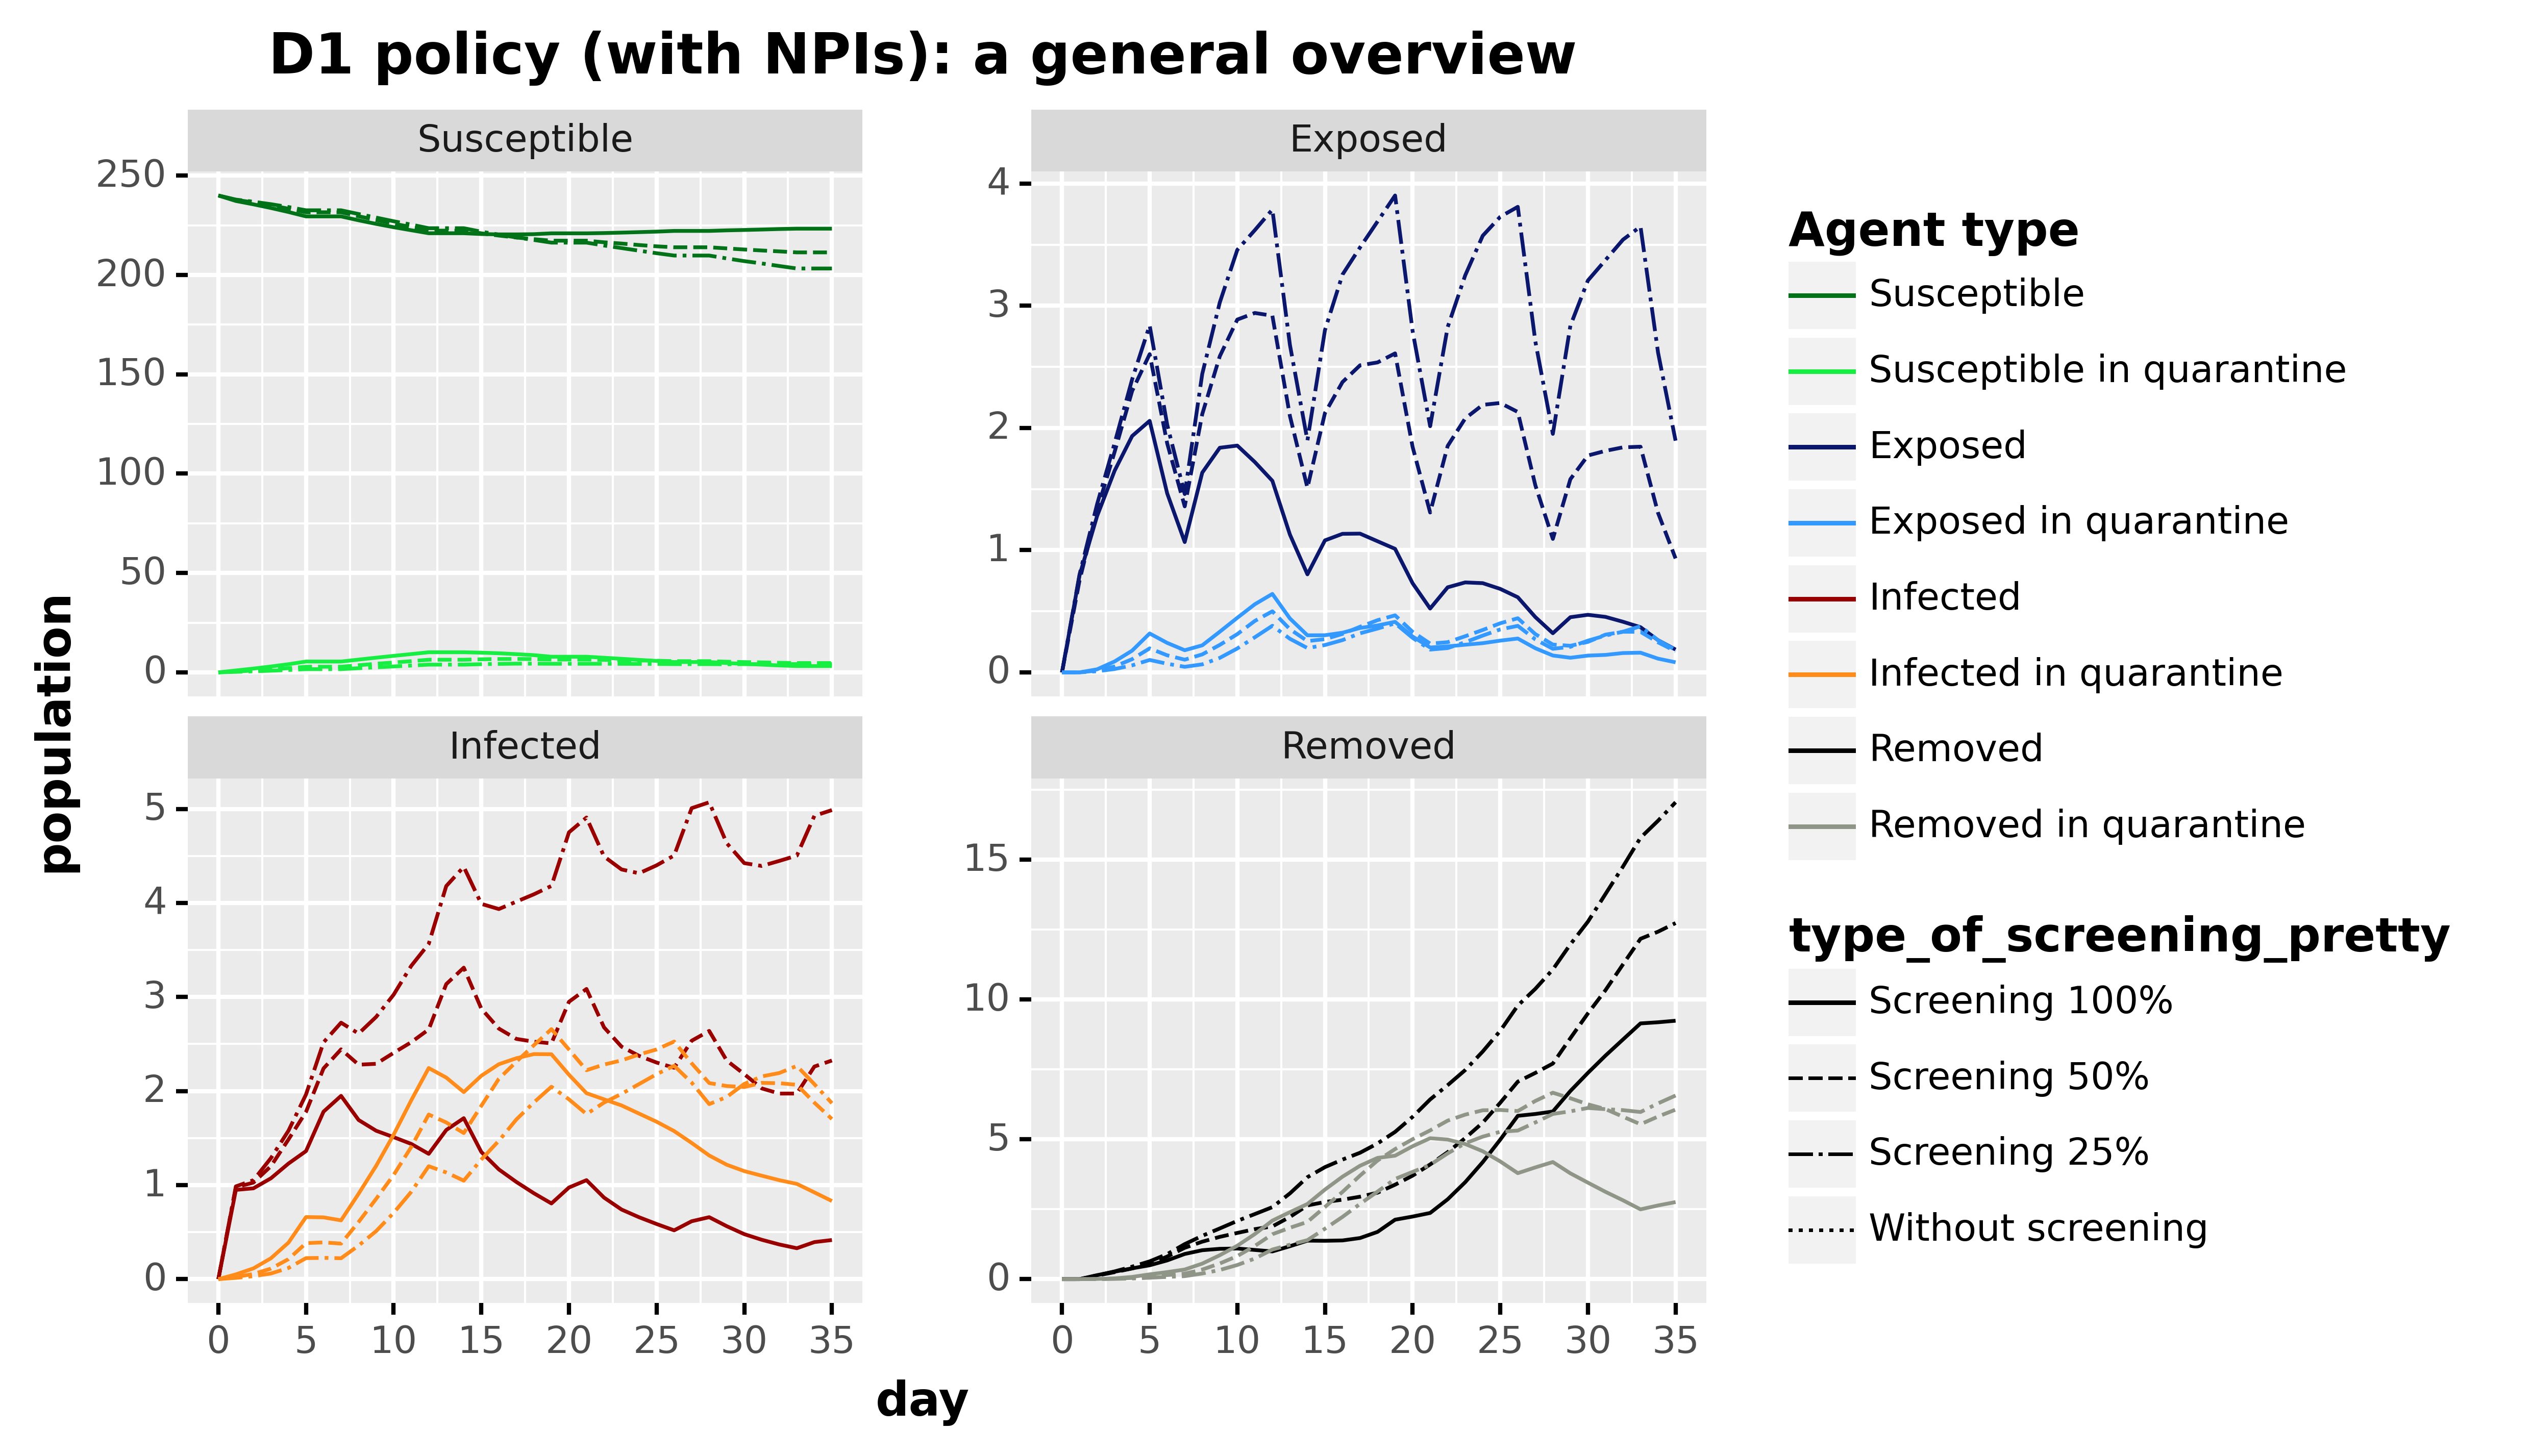 D1 policy (with NPIs): a general overview
Susceptible
250
200
150
100
50
0
Exposed
4
3
2
1
0
Infected
5
4
3
2
1
0
0 5 10 15 20 25 30 35
Removed
15
10
5
0
0 5 10 15 20 25 30 35
population
day
Agent type
Susceptible
Susceptible in quarantine
Exposed
Exposed in quarantine
Infected
Infected in quarantine
Removed
Removed in quarantine
type_of_screening_pretty
Screening 100%
Screening 50%
Screening 25%
Without screening